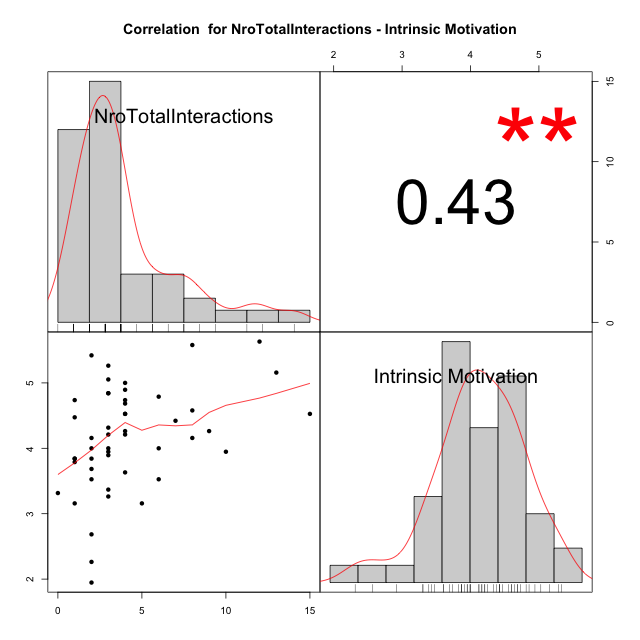 Correlation for NroTotalInteractions - Intrinsic Motivation
2 3 4 5
NroTotalInteractions
**
0.43
15
10
5
0
Intrinsic Motivation
5
4
3
2
0 5 10 15